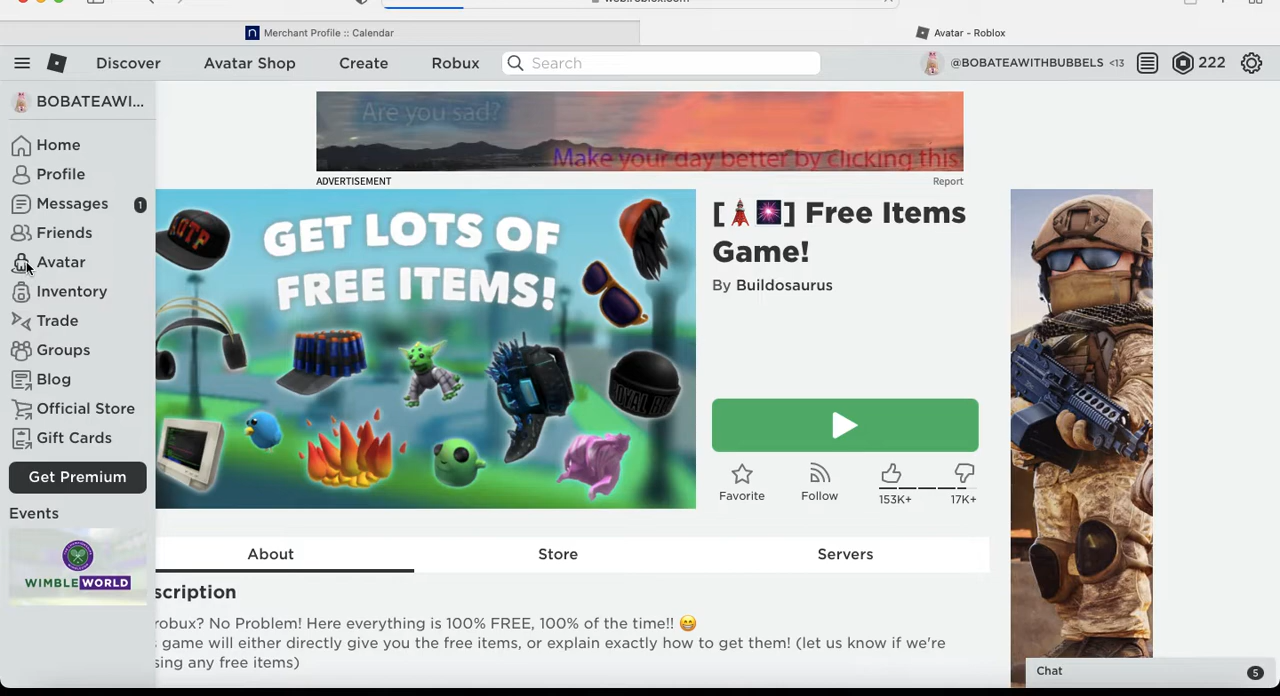 Merchant Profile :: Calendar
Avatar - Roblox
Discover
Avatar Shop
Create
Robux
Search
@BOBATEAWITHBUBBELS <13
222
BOBATEAWI...
Home
Profile
Messages 1
Friends
Avatar
Inventory
Trade
Groups
Blog
Official Store
Gift Cards
Get Premium
Events
WIMBLEWORLD
Are you sad?
Make your day better by clicking this
ADVERTISEMENT
Report
GET LOTS OF
FREE ITEMS!
[🗼🎆] Free Items
Game!
By Buildosaurus
Favorite
Follow
153K+
17K+
About
Store
Servers
scription
robux? No Problem! Here everything is 100% FREE, 100% of the time!! 😁
game will either directly give you the free items, or explain exactly how to get them! (let us know if we're
sing any free items)
Chat
5